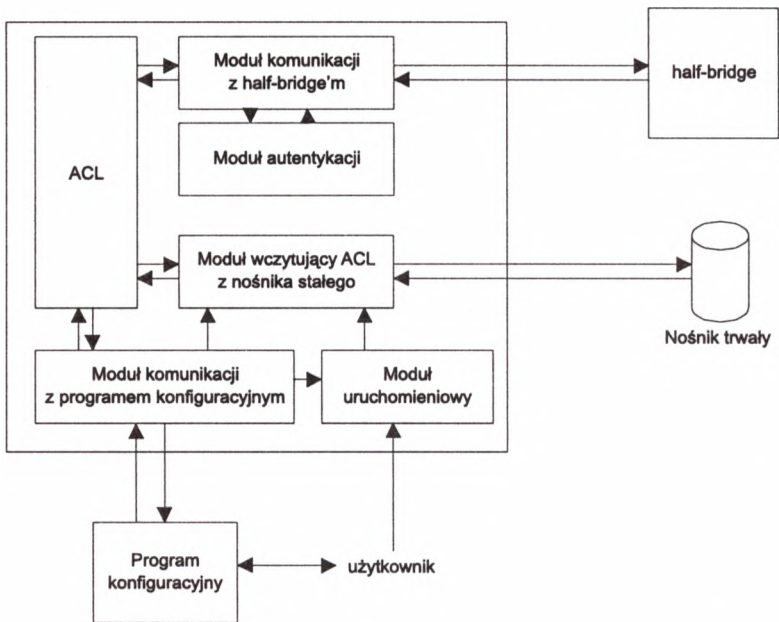 Moduł komunikacji
z half-bridge'm
half-bridge
Moduł autentykacji
ACL
Moduł wczytujący ACL
z nośnika stałego
Nośnik trwały
Moduł komunikacji
z programem konfiguracyjnym
Moduł
uruchomieniowy
Program
konfiguracyjny
użytkownik